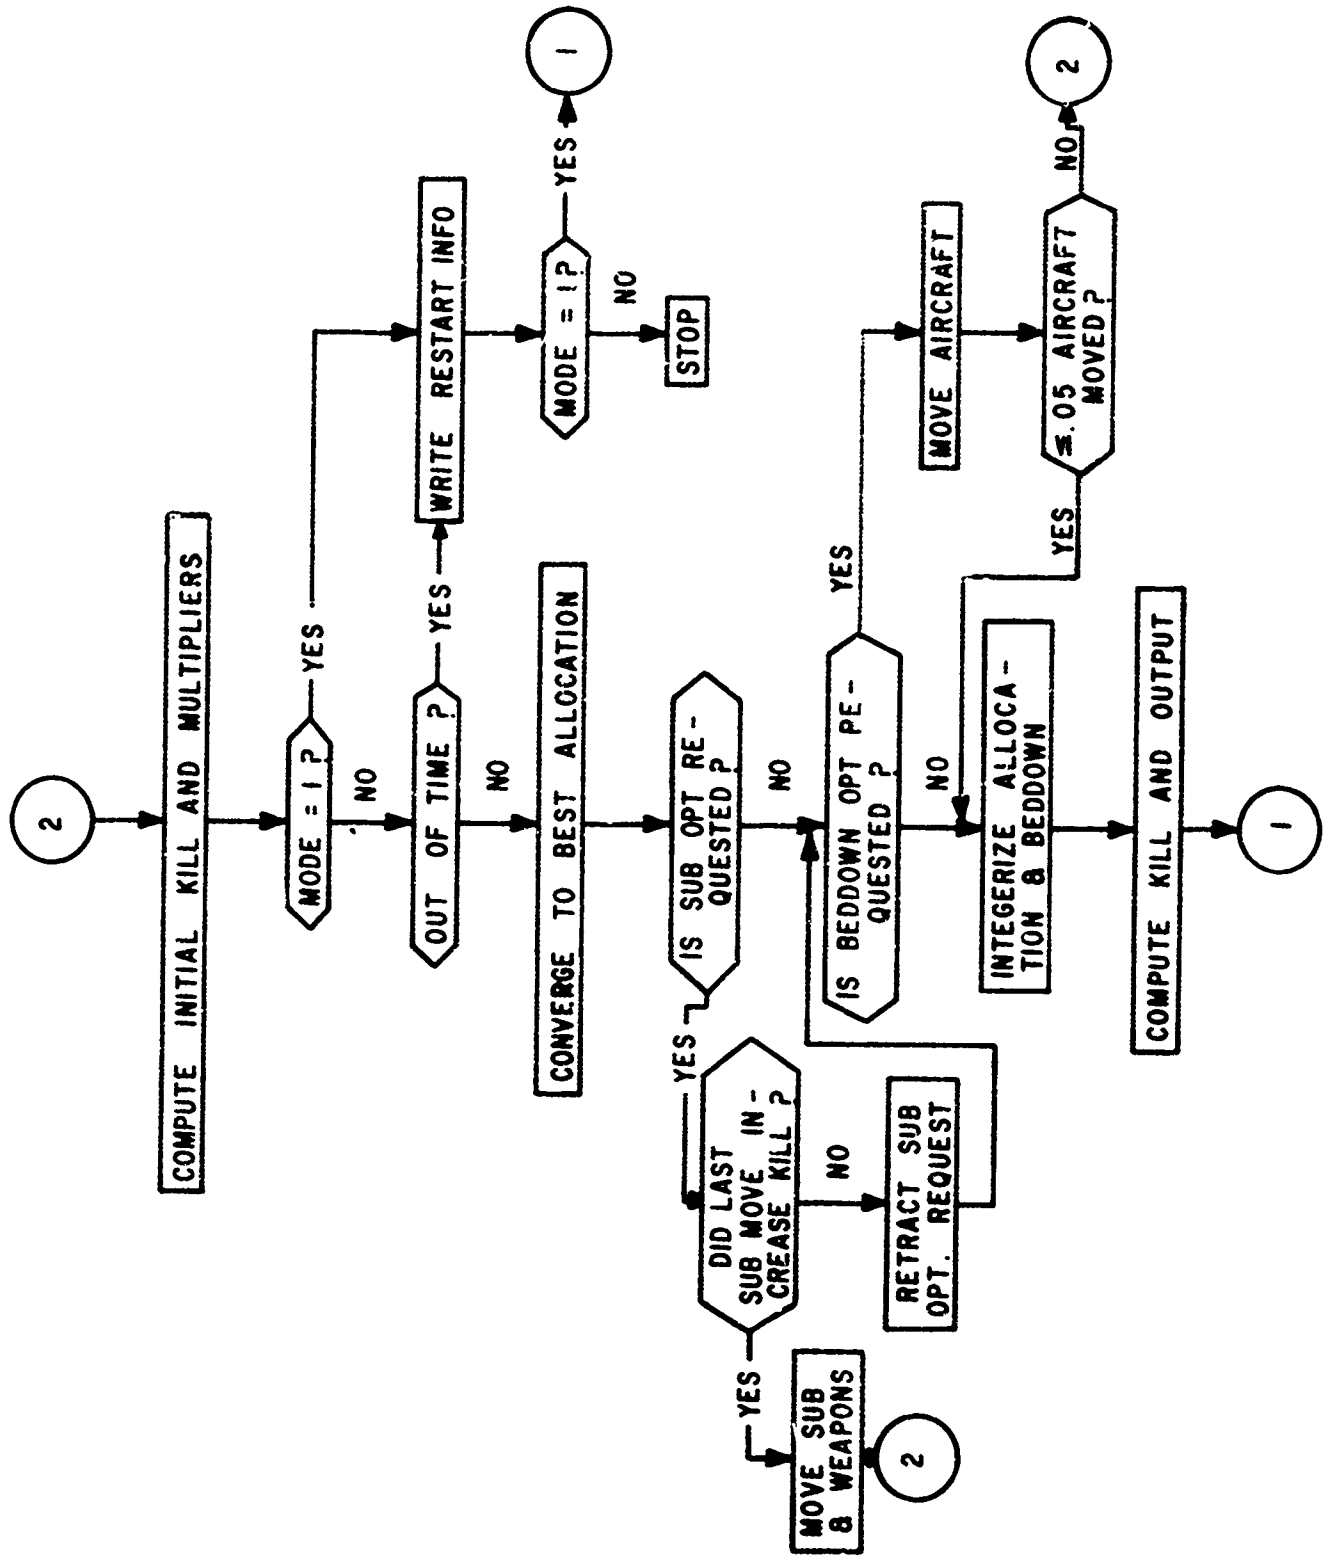 2
COMPUTE INITIAL KILL AND MULTIPLIERS
MODE = 1 ?
YES
NO
OUT OF TIME ?
YES
WRITE RESTART INFO
MODE = 1 ?
YES
1
NO
STOP
NO
CONVERGE TO BEST ALLOCATION
IS SUB OPT RE-
QUESTED ?
YES
NO
DID LAST
SUB MOVE IN-
CREASE KILL ?
YES
MOVE SUB
& WEAPONS
2
NO
RETRACT SUB
OPT. REQUEST
IS BEDDOWN OPT RE-
QUESTED ?
YES
MOVE AIRCRAFT
≤.05 AIRCRAFT
MOVED ?
NO
2
YES
NO
INTEGERIZE ALLOCA-
TION & BEDDOWN
COMPUTE KILL AND OUTPUT
1